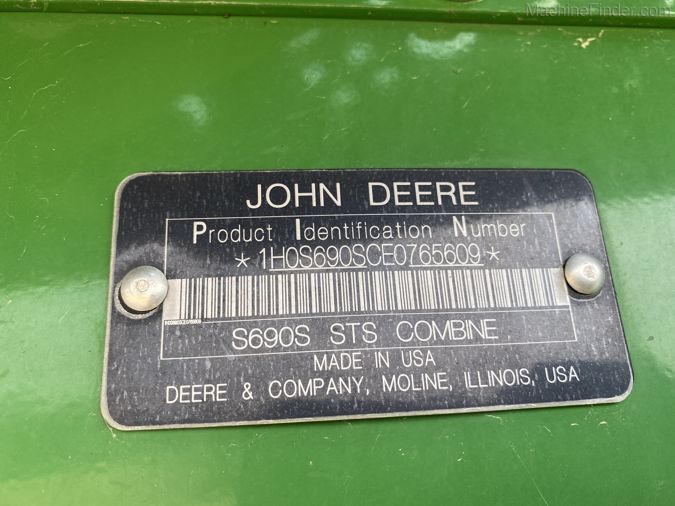 MachineFinder.com
JOHN DEERE
Product Identification Number
*1H0S690SCE0765609*
S690S STS COMBINE
MADE IN USA
DEERE & COMPANY, MOLINE, ILLINOIS, USA